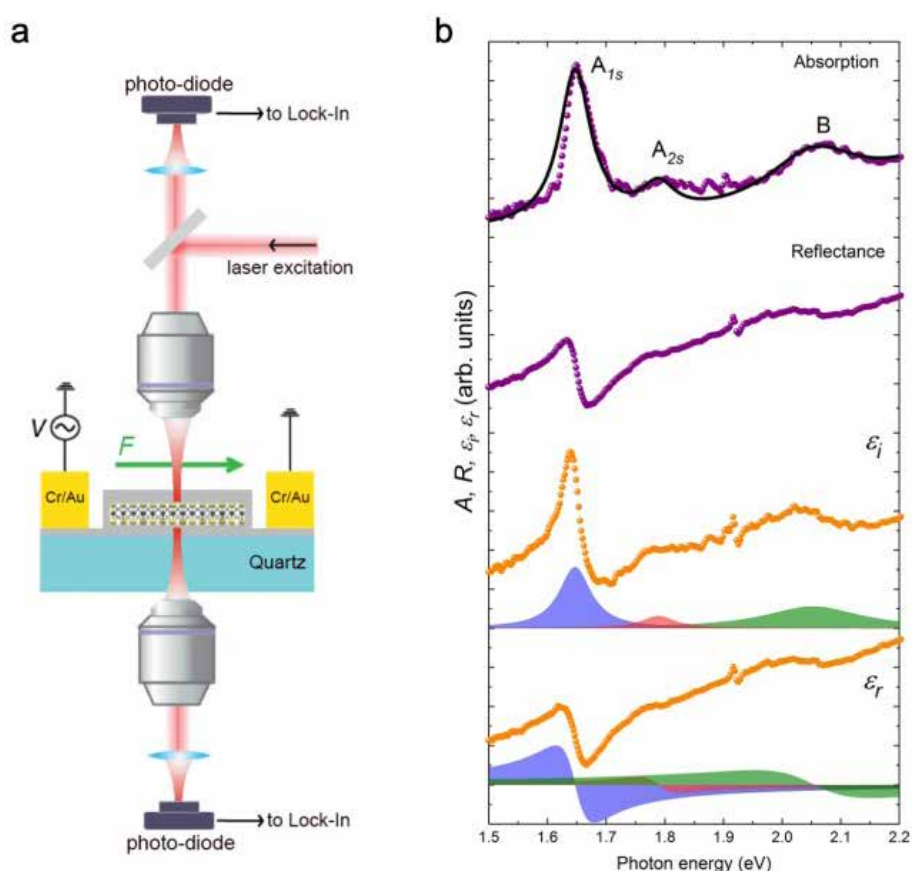 a
photo-diode
to Lock-In
laser excitation
V
F
Cr/Au
Cr/Au
Quartz
to Lock-In
photo-diode
b
A1s
Absorption
A2s
B
Reflectance
εi
εr
A, R, εi, εr (arb. units)
1.5 1.6 1.7 1.8 1.9 2.0 2.1 2.2
Photon energy (eV)